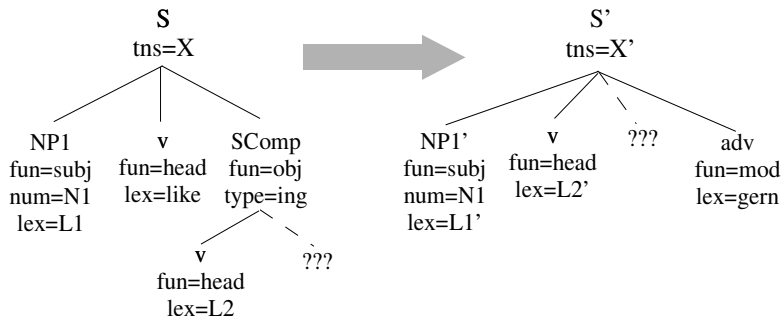 S
tns=X
NP1
fun=subj
num=N1
lex=L1
v
fun=head
lex=like
SComp
fun=obj
type=ing
v
fun=head
lex=L2
???
S’
tns=X’
NP1’
fun=subj
num=N1
lex=L1’
v
fun=head
lex=L2’
???
adv
fun=mod
lex=gern